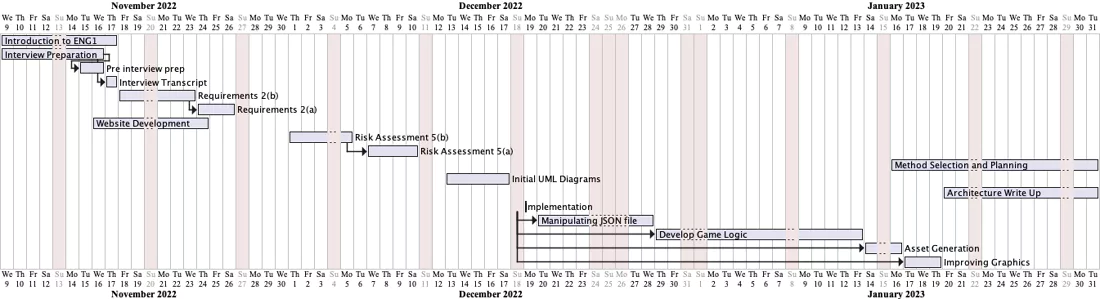 November 2022 December 2022 January 2023
We Th Fr Sa Su Mo Tu We Th Fr Sa Su Mo Tu We Th Fr Sa Su Mo Tu We Th Fr Sa Su Mo Tu We Th Fr Sa Su Mo Tu We Th Fr Sa Su Mo Tu We Th Fr Sa Su Mo Tu We Th Fr Sa Su Mo Tu We Th Fr Sa Su Mo Tu We Th Fr Sa Su Mo Tu We Th Fr Sa Su Mo Tu We Th Fr Sa Su Mo Tu
9 10 11 12 13 14 15 16 17 18 19 20 21 22 23 24 25 26 27 28 29 30 1 2 3 4 5 6 7 8 9 10 11 12 13 14 15 16 17 18 19 20 21 22 23 24 25 26 27 28 29 30 31 1 2 3 4 5 6 7 8 9 10 11 12 13 14 15 16 17 18 19 20 21 22 23 24 25 26 27 28 29 30 31
Introduction to ENG1
Interview Preparation
Pre interview prep
Interview Transcript
Requirements 2(b)
Requirements 2(a)
Website Development
Risk Assessment 5(b)
Risk Assessment 5(a)
Method Selection and Planning
Initial UML Diagrams
Architecture Write Up
Implementation
Manipulating JSON file
Develop Game Logic
Asset Generation
Improving Graphics
We Th Fr Sa Su Mo Tu We Th Fr Sa Su Mo Tu We Th Fr Sa Su Mo Tu We Th Fr Sa Su Mo Tu We Th Fr Sa Su Mo Tu We Th Fr Sa Su Mo Tu We Th Fr Sa Su Mo Tu We Th Fr Sa Su Mo Tu We Th Fr Sa Su Mo Tu We Th Fr Sa Su Mo Tu We Th Fr Sa Su Mo Tu We Th Fr Sa Su Mo Tu
9 10 11 12 13 14 15 16 17 18 19 20 21 22 23 24 25 26 27 28 29 30 1 2 3 4 5 6 7 8 9 10 11 12 13 14 15 16 17 18 19 20 21 22 23 24 25 26 27 28 29 30 31 1 2 3 4 5 6 7 8 9 10 11 12 13 14 15 16 17 18 19 20 21 22 23 24 25 26 27 28 29 30 31
November 2022 December 2022 January 2023